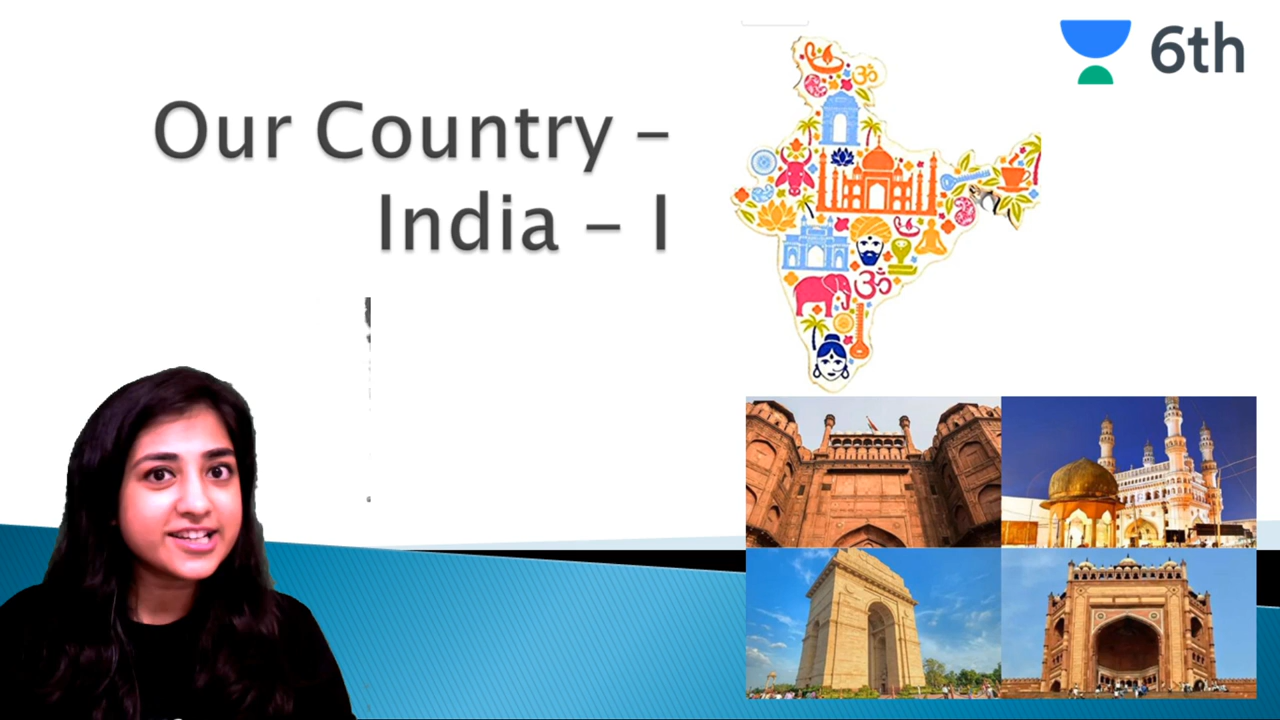 Our Country –
India – I
6th
ॐ
ॐ